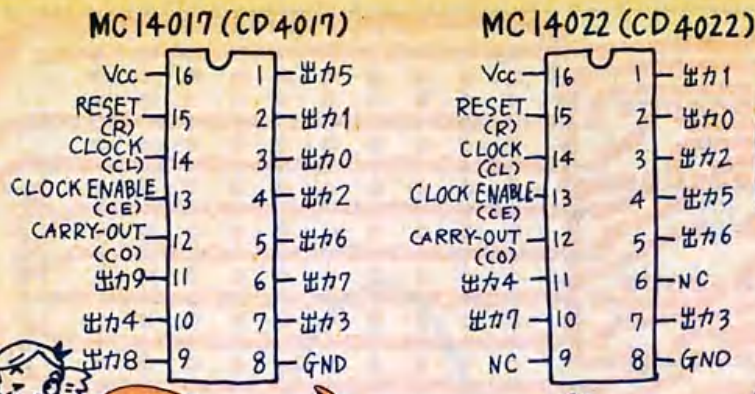 MC14017(CD4017)
Vcc 16 1 出力5
RESET (R) 15 2 出力1
CLOCK (CL) 14 3 出力0
CLOCK ENABLE (CE) 13 4 出力2
CARRY-OUT (CO) 12 5 出力6
出力9 11 6 出力7
出力4 10 7 出力3
出力8 9 8 GND
MC14022(CD4022)
Vcc 16 1 出力1
RESET (R) 15 2 出力0
CLOCK (CL) 14 3 出力2
CLOCK ENABLE (CE) 13 4 出力5
CARRY-OUT (CO) 12 5 出力6
出力4 11 6 NC
出力7 10 7 出力3
NC 9 8 GND